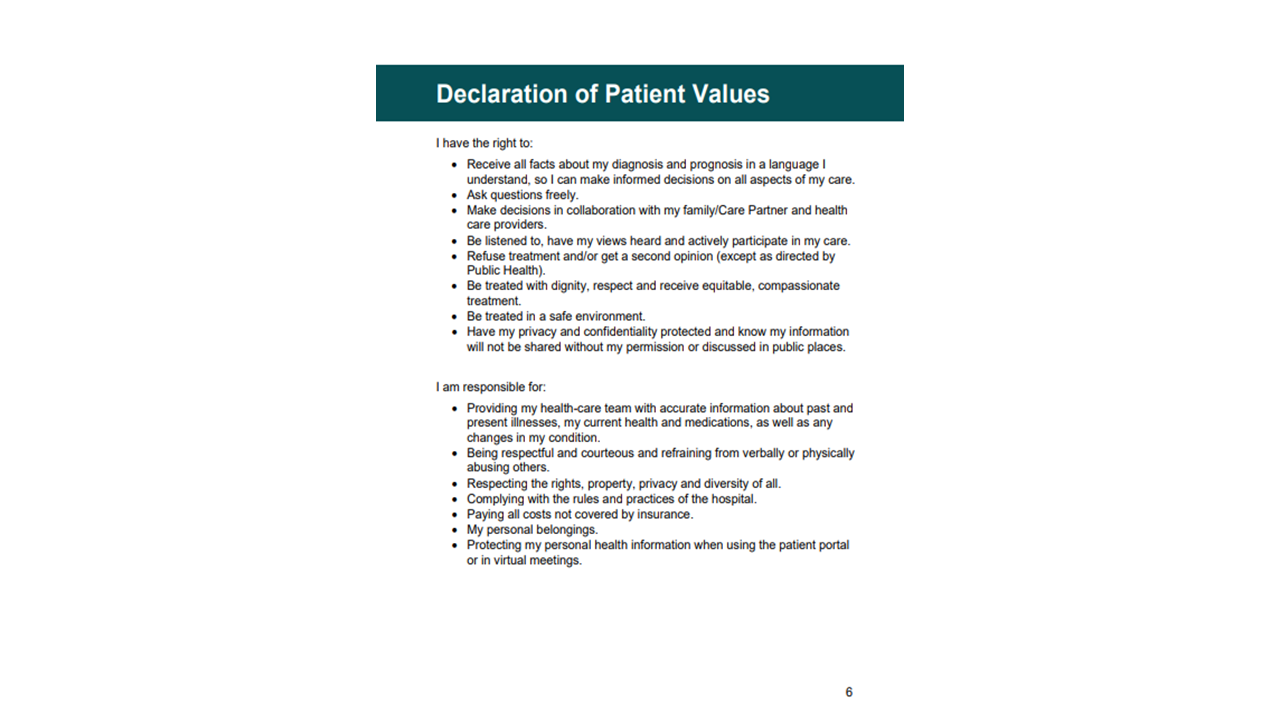 Declaration of Patient Values
I have the right to:
• Receive all facts about my diagnosis and prognosis in a language I
understand, so I can make informed decisions on all aspects of my care.
• Ask questions freely.
• Make decisions in collaboration with my family/Care Partner and health
care providers.
• Be listened to, have my views heard and actively participate in my care.
• Refuse treatment and/or get a second opinion (except as directed by
Public Health).
• Be treated with dignity, respect and receive equitable, compassionate
treatment.
• Be treated in a safe environment.
• Have my privacy and confidentiality protected and know my information
will not be shared without my permission or discussed in public places.
I am responsible for:
• Providing my health-care team with accurate information about past and
present illnesses, my current health and medications, as well as any
changes in my condition.
• Being respectful and courteous and refraining from verbally or physically
abusing others.
• Respecting the rights, property, privacy and diversity of all.
• Complying with the rules and practices of the hospital.
• Paying all costs not covered by insurance.
• My personal belongings.
• Protecting my personal health information when using the patient portal
or in virtual meetings.
6